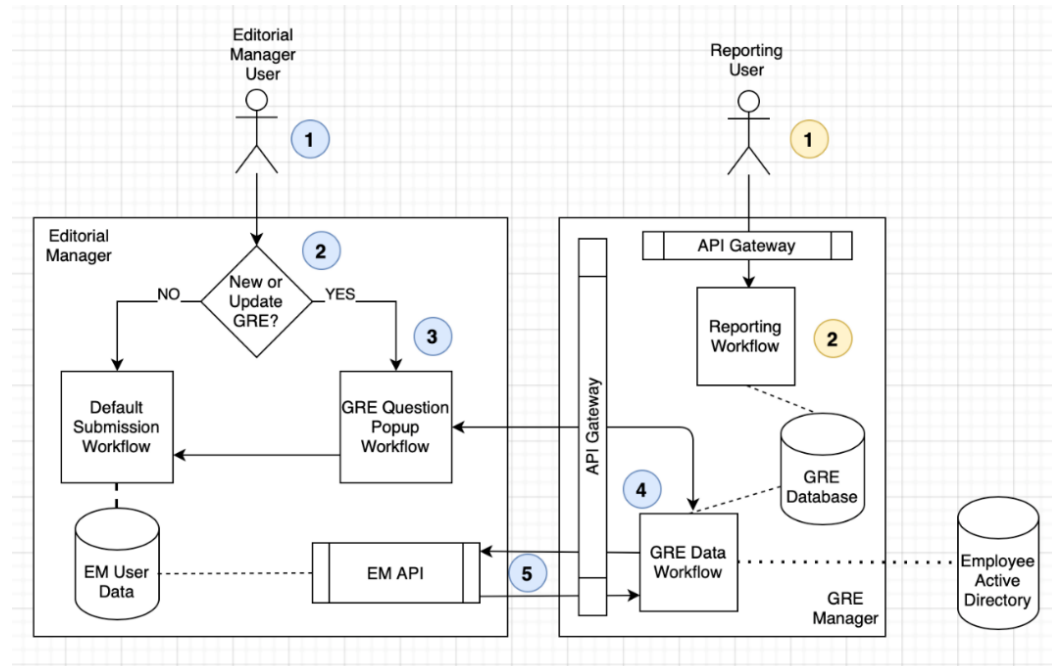 Editorial
Manager
User
1
Reporting
User
1
Editorial
Manager
2
New or
Update
GRE?
NO
YES
3
Default
Submission
Workflow
GRE Question
Popup
Workflow
EM User
Data
EM API
5
API Gateway
API Gateway
Reporting
Workflow
2
GRE
Database
4
GRE Data
Workflow
GRE
Manager
Employee
Active
Directory